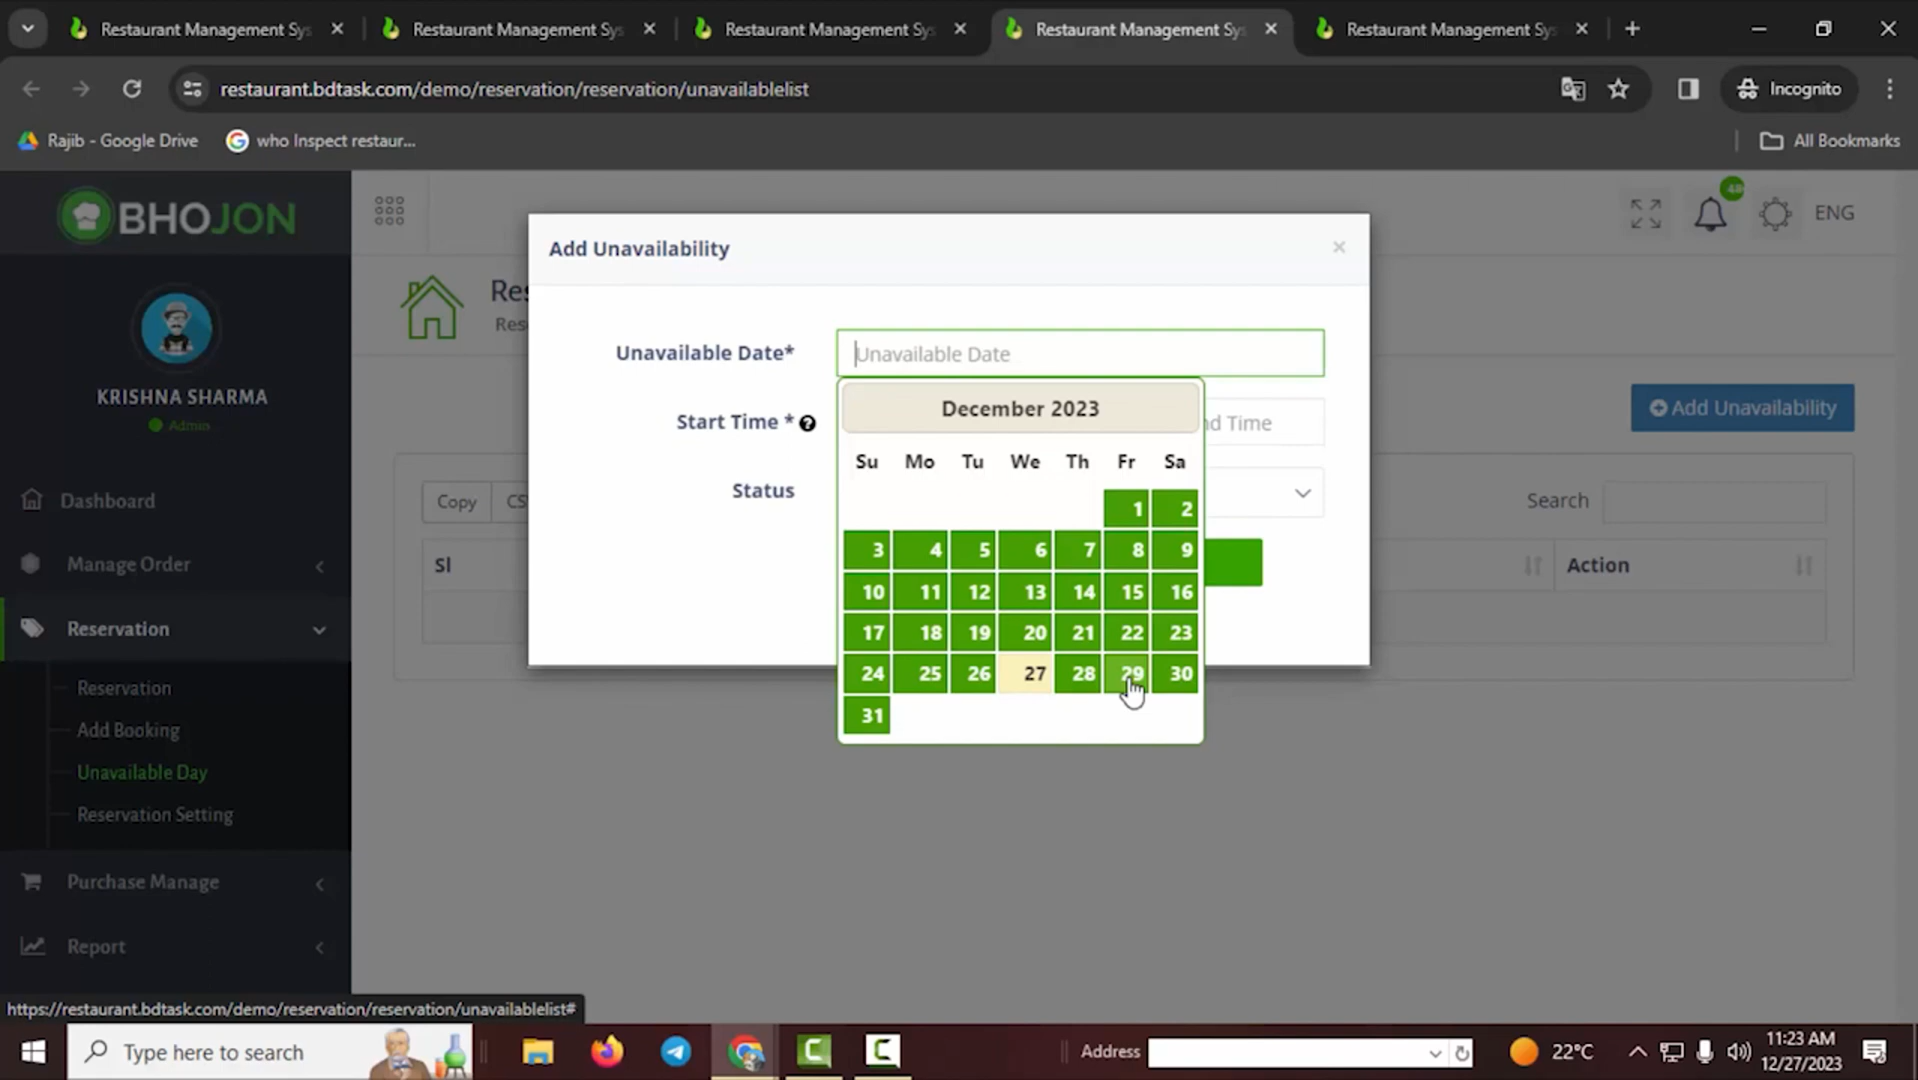 Restaurant Management Sys
Restaurant Management Sys
Restaurant Management Sys
Restaurant Management Sys
Restaurant Management Sys
restaurant.bdtask.com/demo/reservation/reservation/unavailablelist
Incognito
Rajib - Google Drive
who Inspect restaur...
All Bookmarks
BHOJON
ENG
KRISHNA SHARMA
Admin
Dashboard
Manage Order
Reservation
Reservation
Add Booking
Unavailable Day
Reservation Setting
Purchase Manage
Report
Add Unavailability
Copy
Search
Sl
Action
Add Unavailability
×
Unavailable Date*
Unavailable Date
Start Time *
Time
Status
December 2023
Su Mo Tu We Th Fr Sa
1 2
3 4 5 6 7 8 9
10 11 12 13 14 15 16
17 18 19 20 21 22 23
24 25 26 27 28 29 30
31
https://restaurant.bdtask.com/demo/reservation/reservation/unavailablelist#
Type here to search
Address
22°C
11:23 AM
12/27/2023